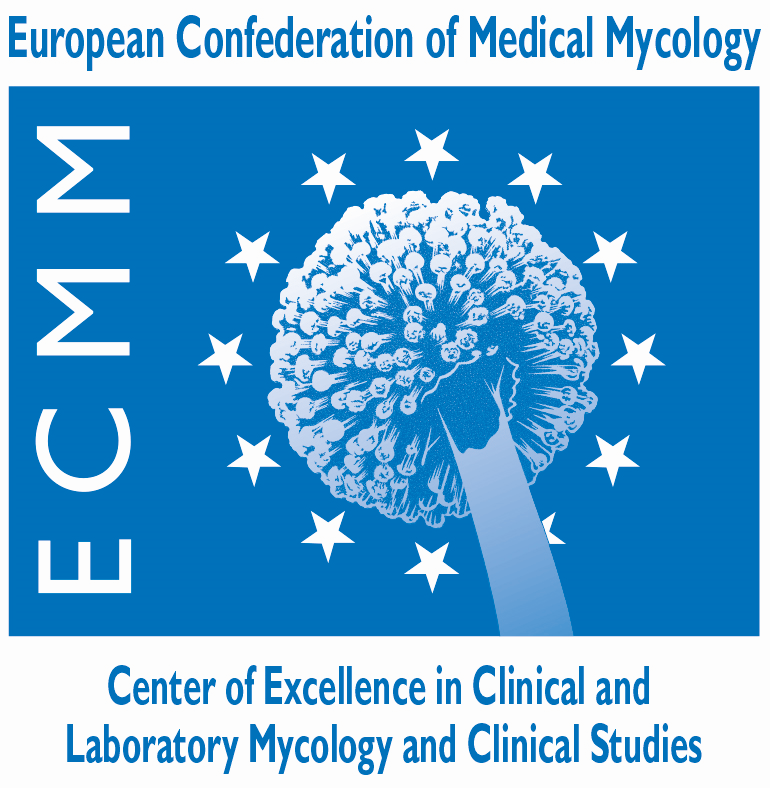 European Confederation of Medical Mycology
ECMM
Center of Excellence in Clinical and
Laboratory Mycology and Clinical Studies